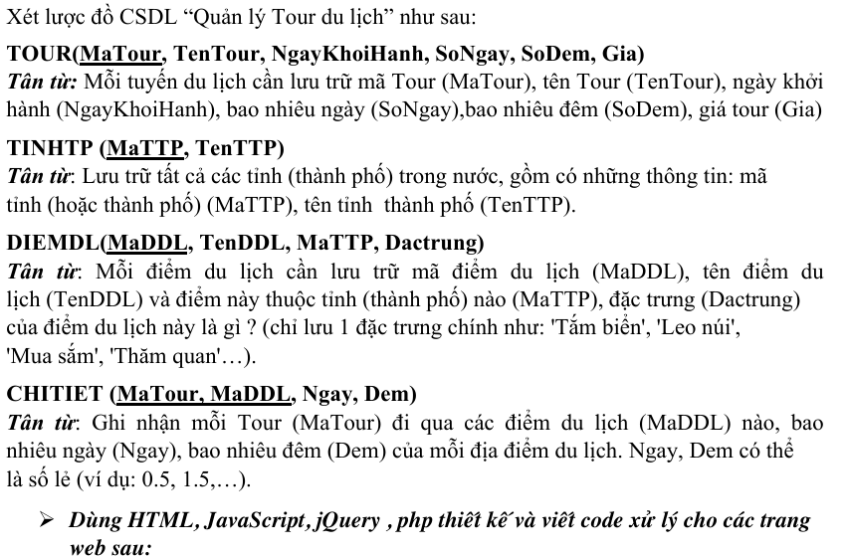 Xét lược đồ CSDL “Quản lý Tour du lịch” như sau:
TOUR(MaTour, TenTour, NgayKhoiHanh, SoNgay, SoDem, Gia)
Tân từ: Mỗi tuyến du lịch cần lưu trữ mã Tour (MaTour), tên Tour (TenTour), ngày khởi
hành (NgayKhoiHanh), bao nhiêu ngày (SoNgay),bao nhiêu đêm (SoDem), giá tour (Gia)
TINHTP (MaTTP, TenTTP)
Tân từ: Lưu trữ tất cả các tỉnh (thành phố) trong nước, gồm có những thông tin: mã
tỉnh (hoặc thành phố) (MaTTP), tên tỉnh thành phố (TenTTP).
DIEMDL(MaDDL, TenDDL, MaTTP, Dactrung)
Tân từ: Mỗi điểm du lịch cần lưu trữ mã điểm du lịch (MaDDL), tên điểm du
lịch (TenDDL) và điểm này thuộc tỉnh (thành phố) nào (MaTTP), đặc trưng (Dactrung)
của điểm du lịch này là gì ? (chỉ lưu 1 đặc trưng chính như: 'Tắm biển', 'Leo núi',
'Mua sắm', 'Thăm quan'…).
CHITIET (MaTour, MaDDL, Ngay, Dem)
Tân từ: Ghi nhận mỗi Tour (MaTour) đi qua các điểm du lịch (MaDDL) nào, bao
nhiêu ngày (Ngay), bao nhiêu đêm (Dem) của mỗi địa điểm du lịch. Ngay, Dem có thể
là số lẻ (ví dụ: 0.5, 1.5,…).
➢ Dùng HTML, JavaScript, jQuery , php thiết kế và viết code xử lý cho các trang
web sau: